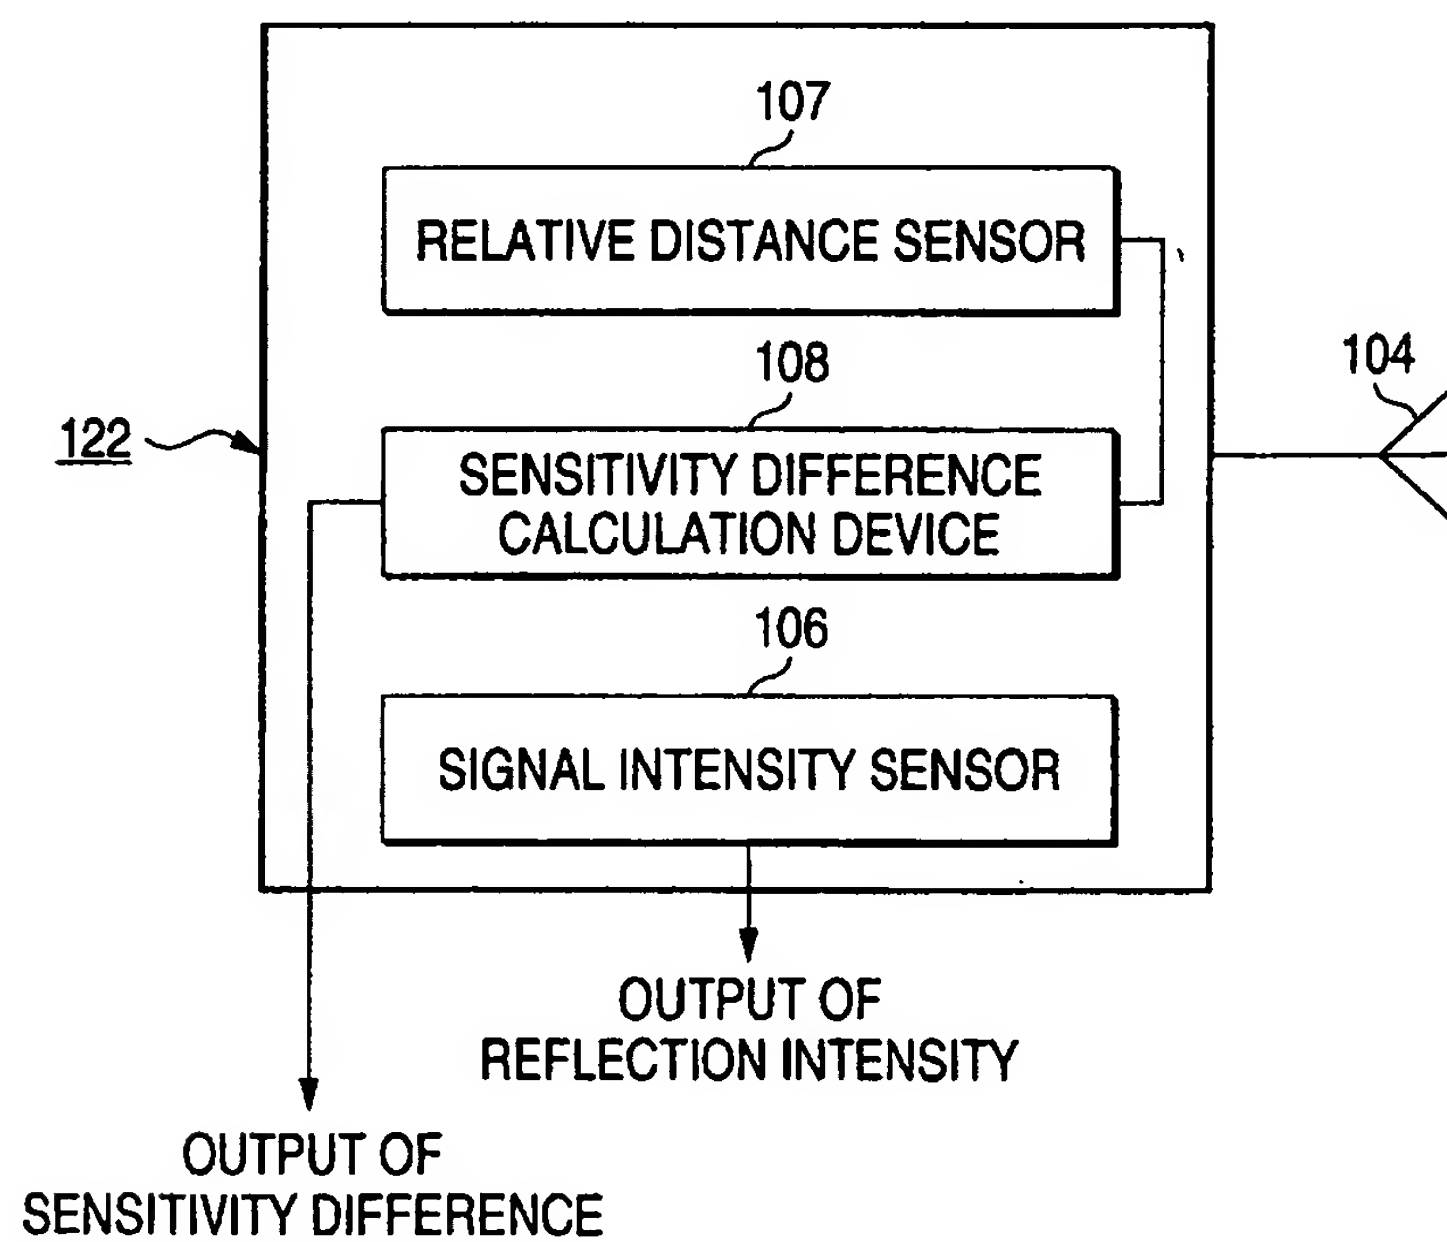 107
RELATIVE DISTANCE SENSOR
104
108
122
SENSITIVITY DIFFERENCE
CALCULATION DEVICE
106
SIGNAL INTENSITY SENSOR
OUTPUT OF
REFLECTION INTENSITY
OUTPUT OF
SENSITIVITY DIFFERENCE